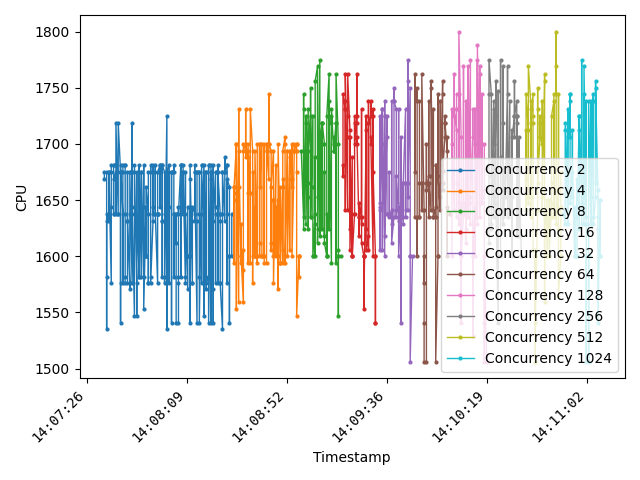 1800
1750
1700
1650
1600
1550
1500
CPU
Concurrency 2
Concurrency 4
Concurrency 8
Concurrency 16
Concurrency 32
Concurrency 64
Concurrency 128
Concurrency 256
Concurrency 512
Concurrency 1024
14:07:26
14:08:09
14:08:52
14:09:36
14:10:19
14:11:02
Timestamp